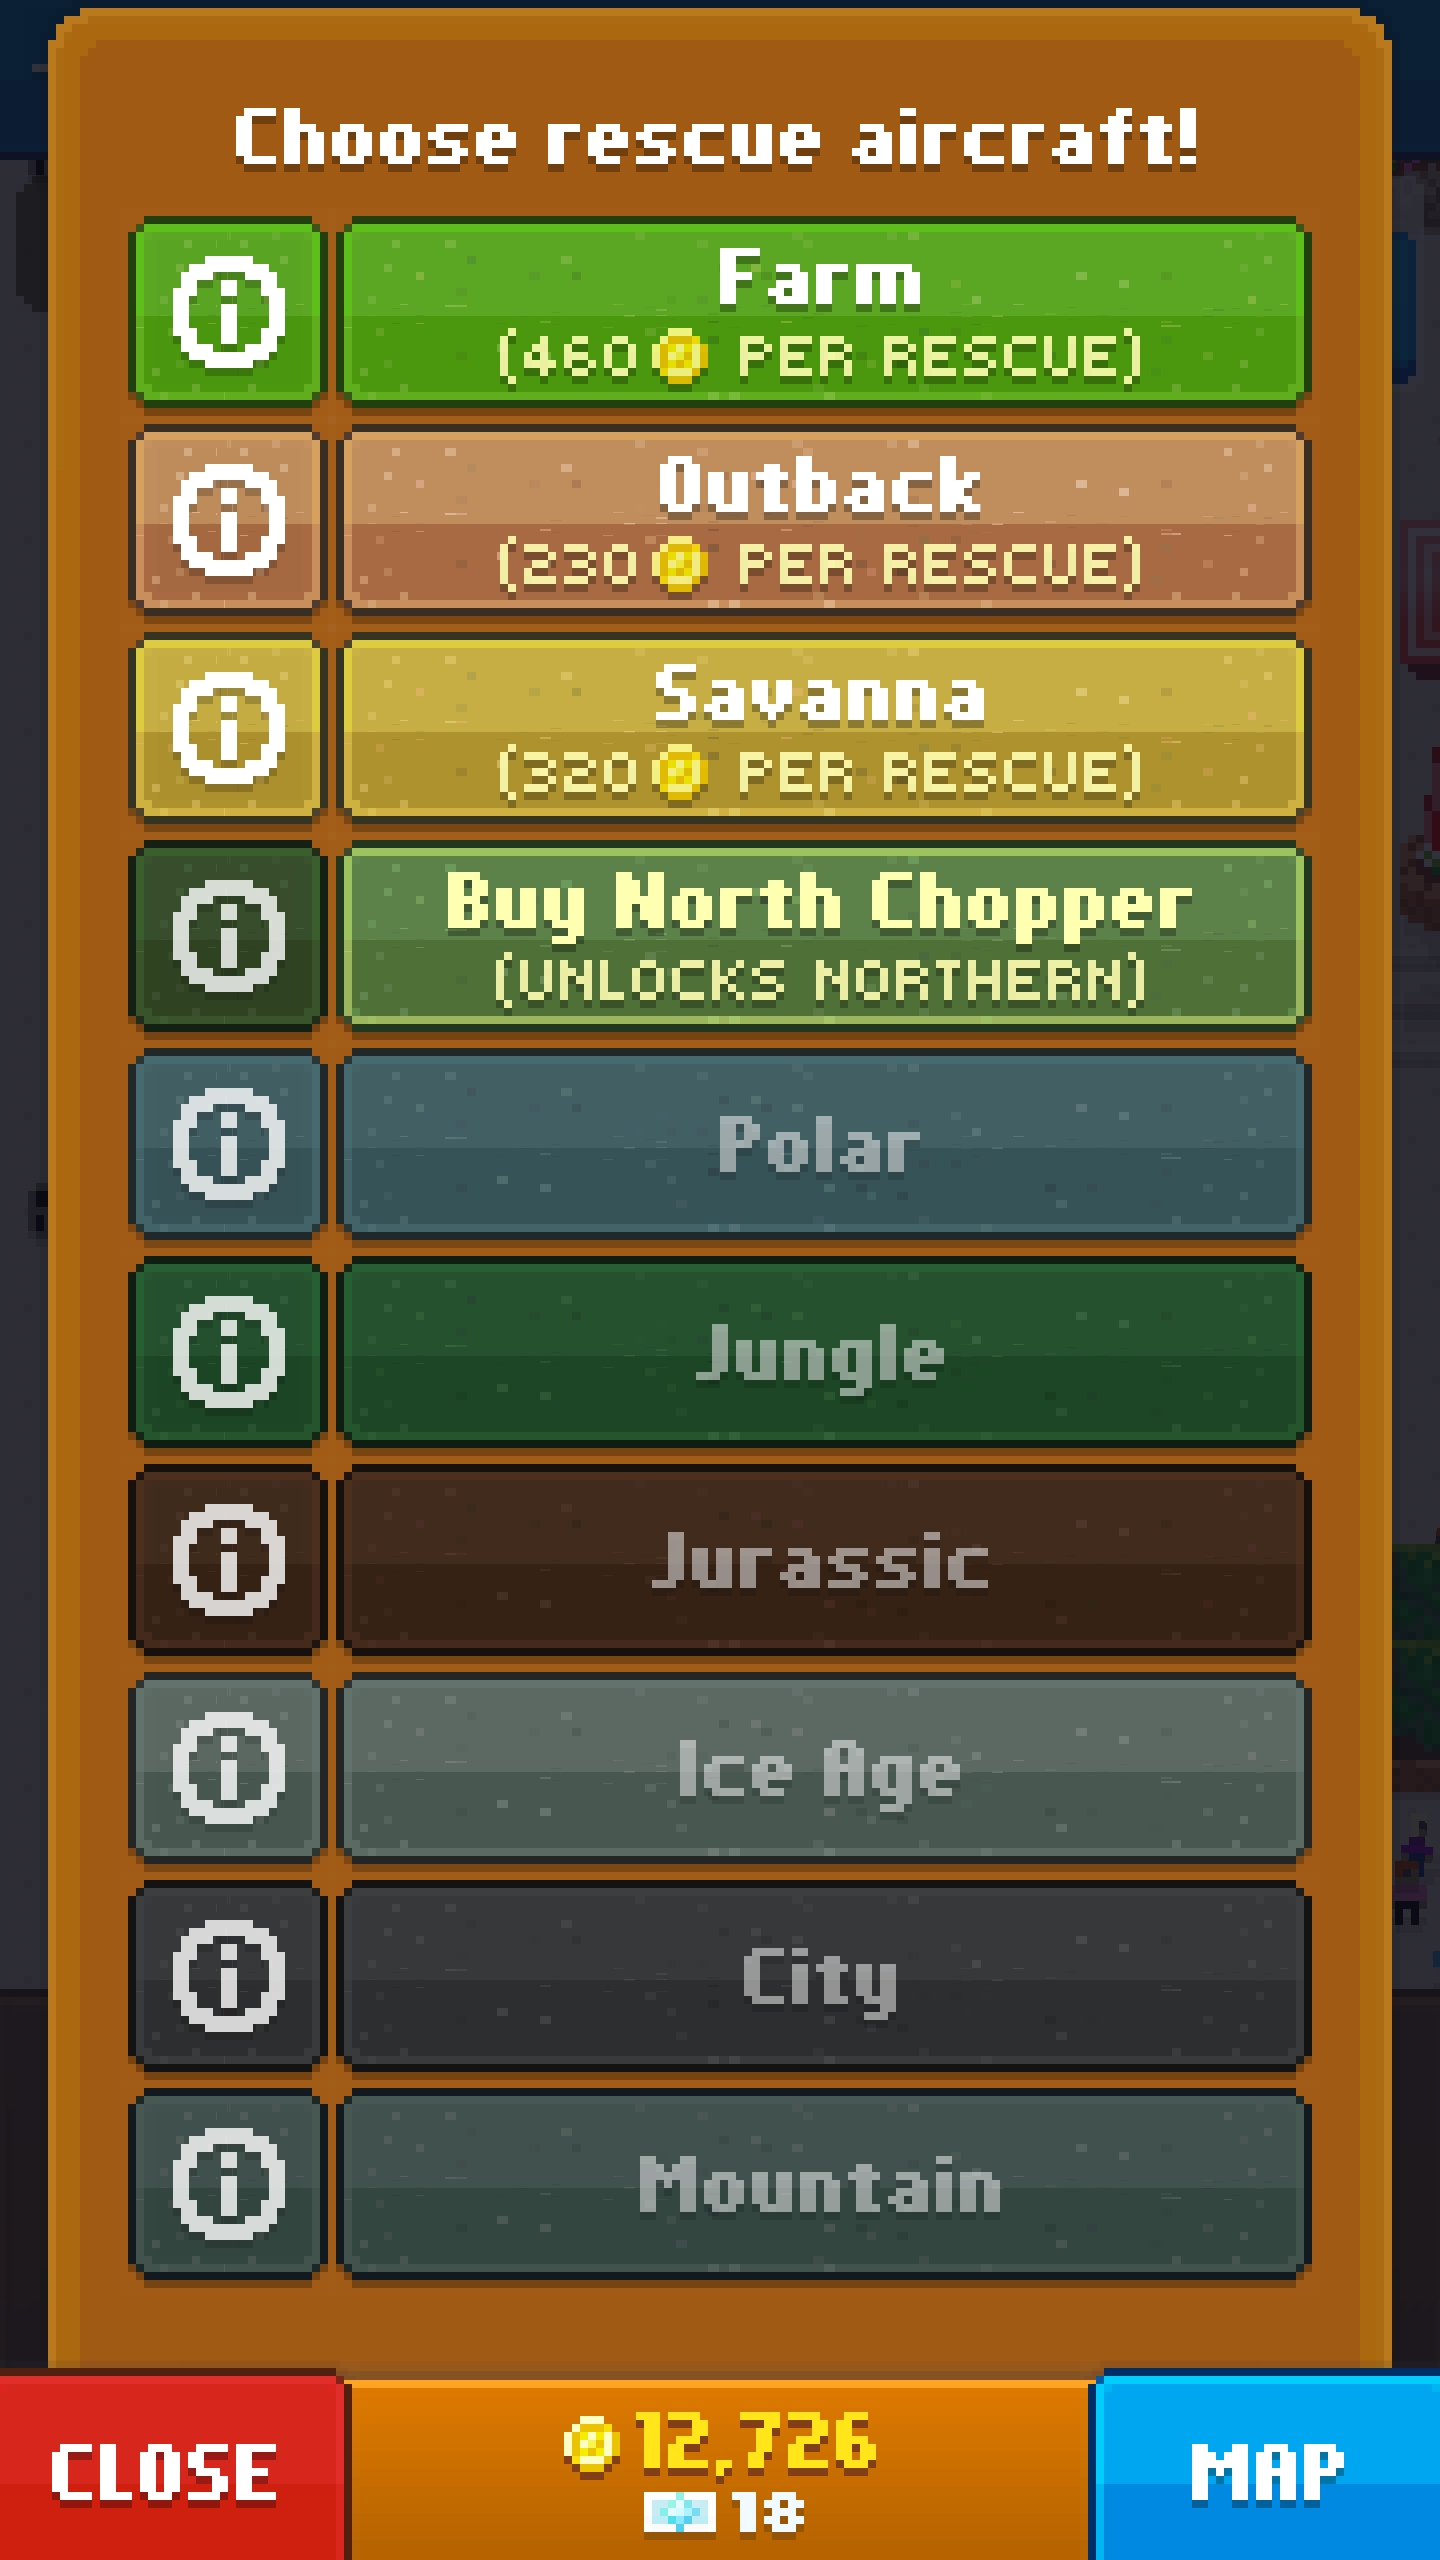 Choose rescue aircraft!
Farm
(460 PER RESCUE)
Outback
(230 PER RESCUE)
Savanna
(320 PER RESCUE)
Buy North Chopper
(UNLOCKS NORTHERN)
Polar
Jungle
Jurassic
Ice Age
City
Mountain
CLOSE
12,726
18
MAP